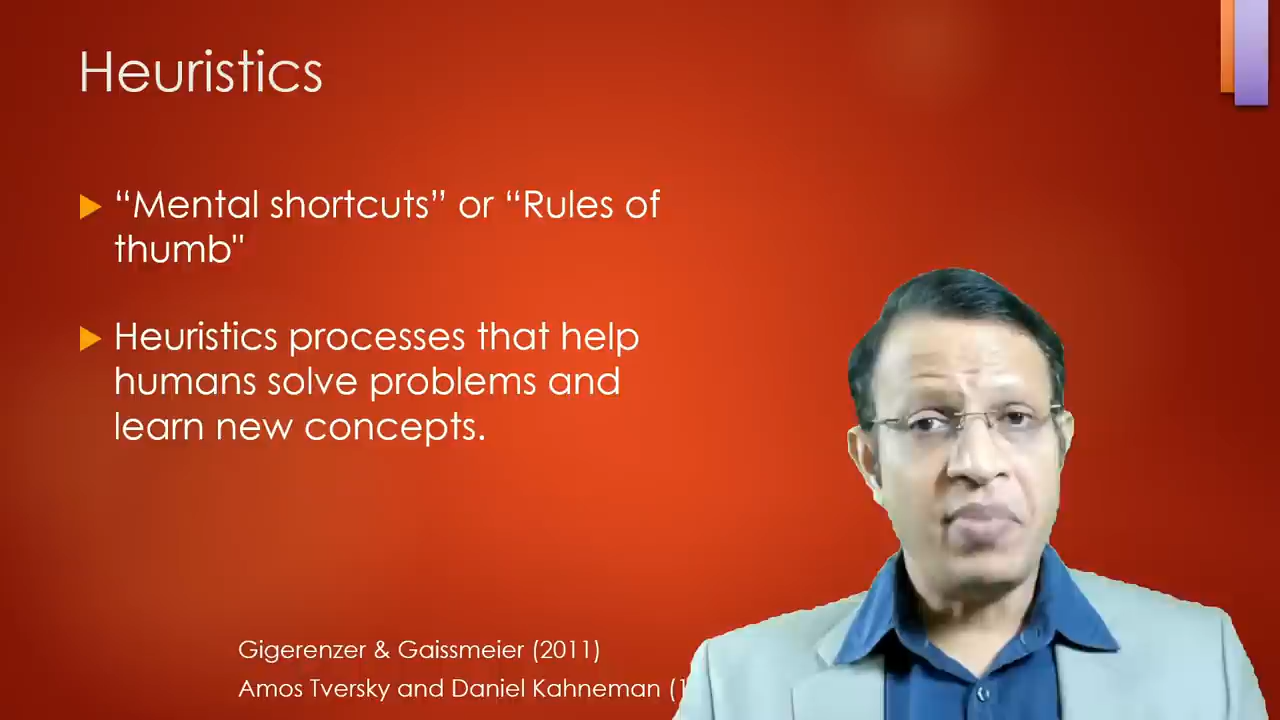 Heuristics
“Mental shortcuts” or “Rules of
thumb"
Heuristics processes that help
humans solve problems and
learn new concepts.
Gigerenzer & Gaissmeier (2011)
Amos Tversky and Daniel Kahneman (1